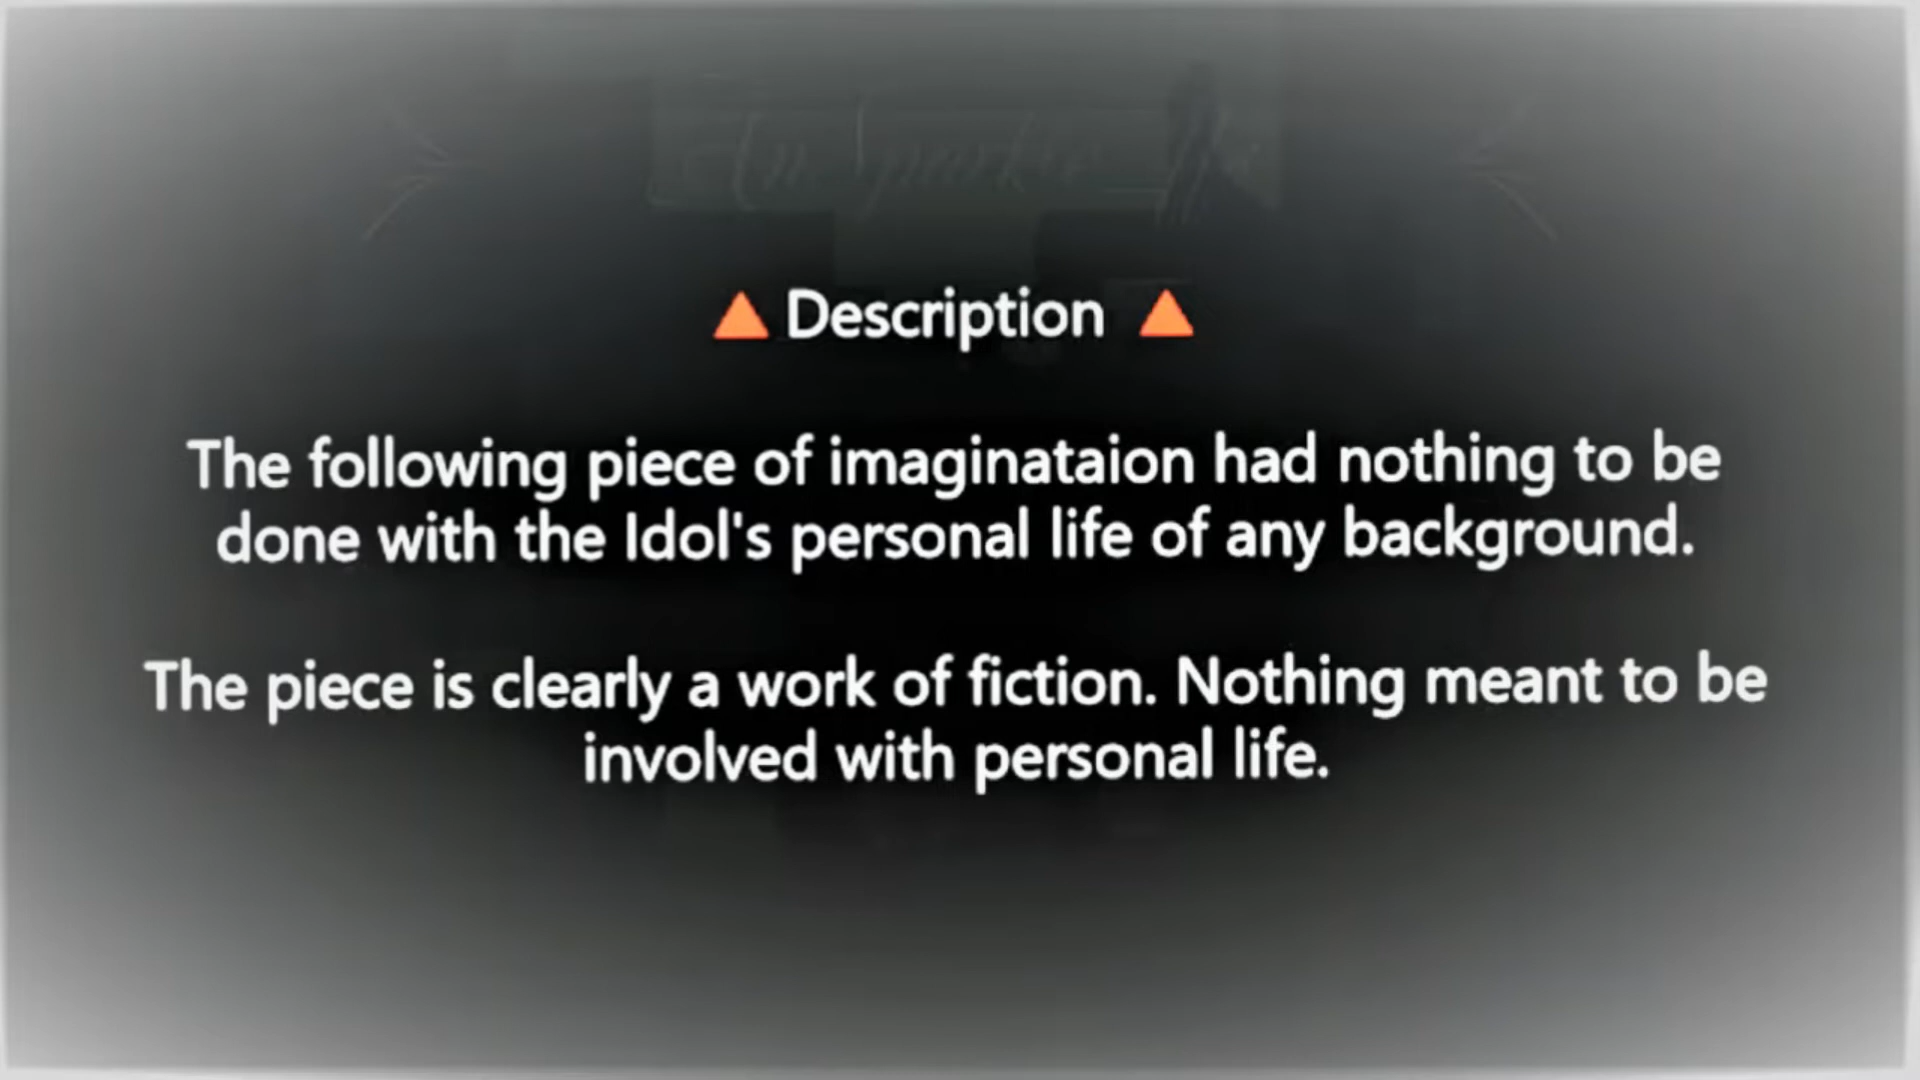 Description
The following piece of imaginataion had nothing to be
done with the Idol's personal life of any background.
The piece is clearly a work of fiction. Nothing meant to be
involved with personal life.